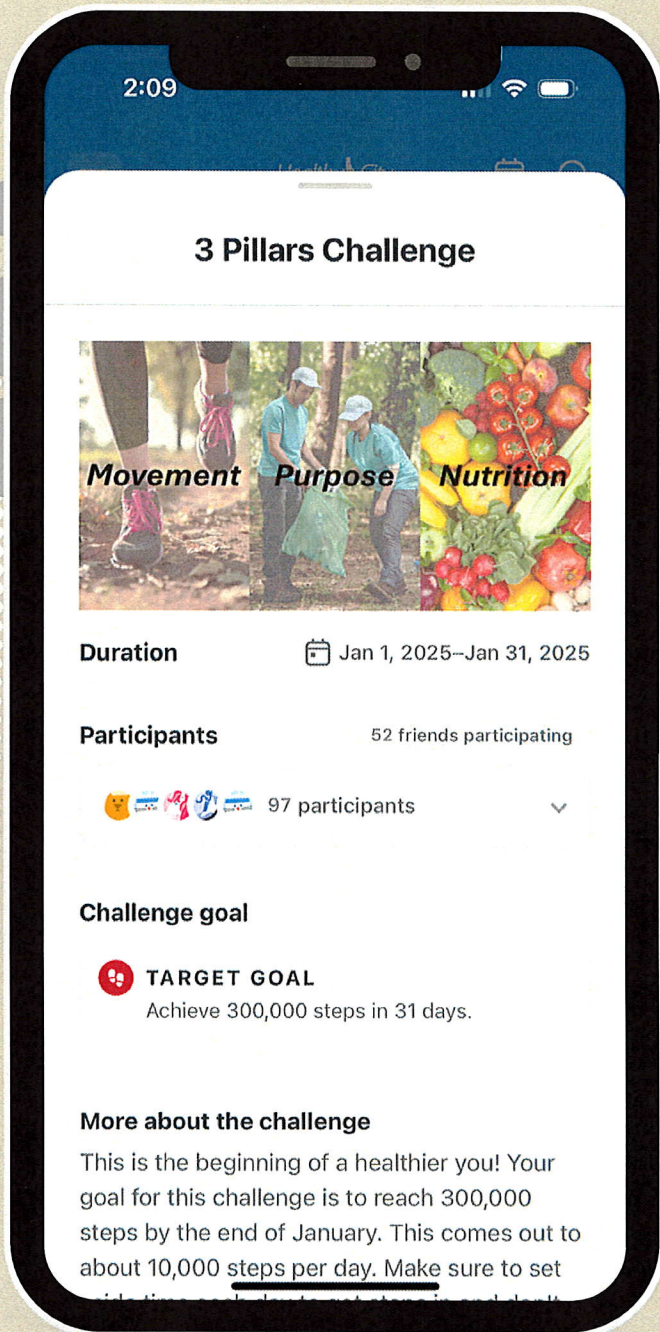 2:09
3 Pillars Challenge
Movement Purpose Nutrition
Duration Jan 1, 2025–Jan 31, 2025
Participants 52 friends participating
97 participants
Challenge goal
TARGET GOAL
Achieve 300,000 steps in 31 days.
More about the challenge
This is the beginning of a healthier you! Your
goal for this challenge is to reach 300,000
steps by the end of January. This comes out to
about 10,000 steps per day. Make sure to set